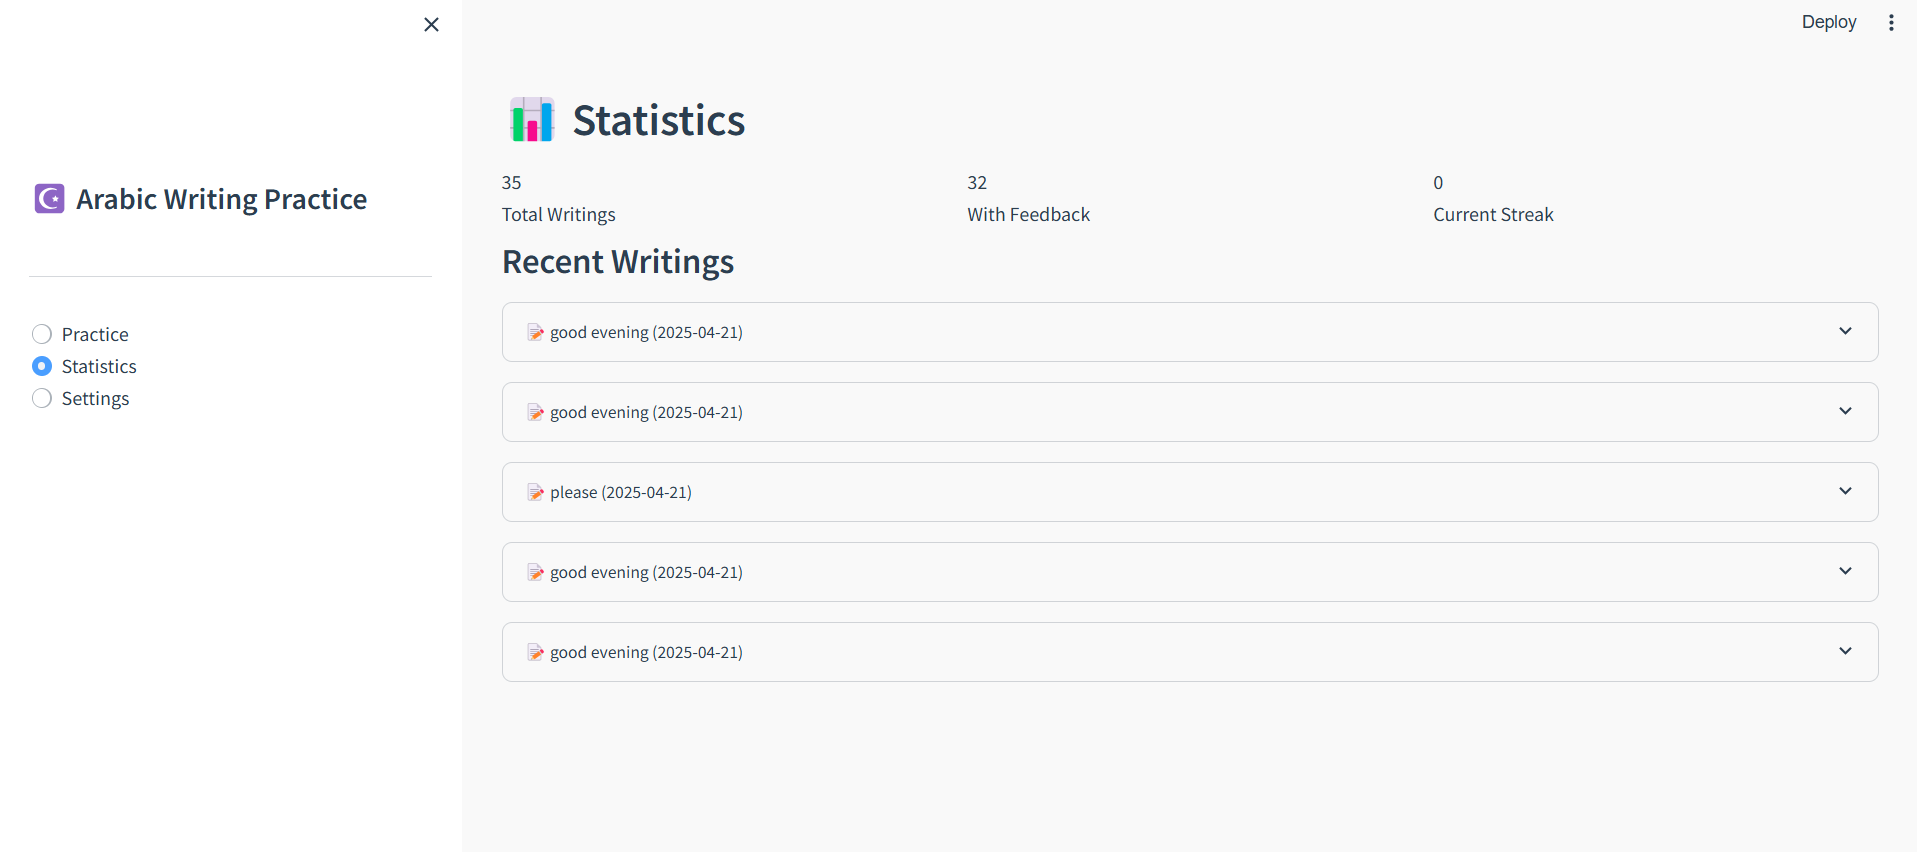 Deploy
Arabic Writing Practice
Practice
Statistics
Settings
Statistics
35
Total Writings
32
With Feedback
0
Current Streak
Recent Writings
good evening (2025-04-21)
good evening (2025-04-21)
please (2025-04-21)
good evening (2025-04-21)
good evening (2025-04-21)